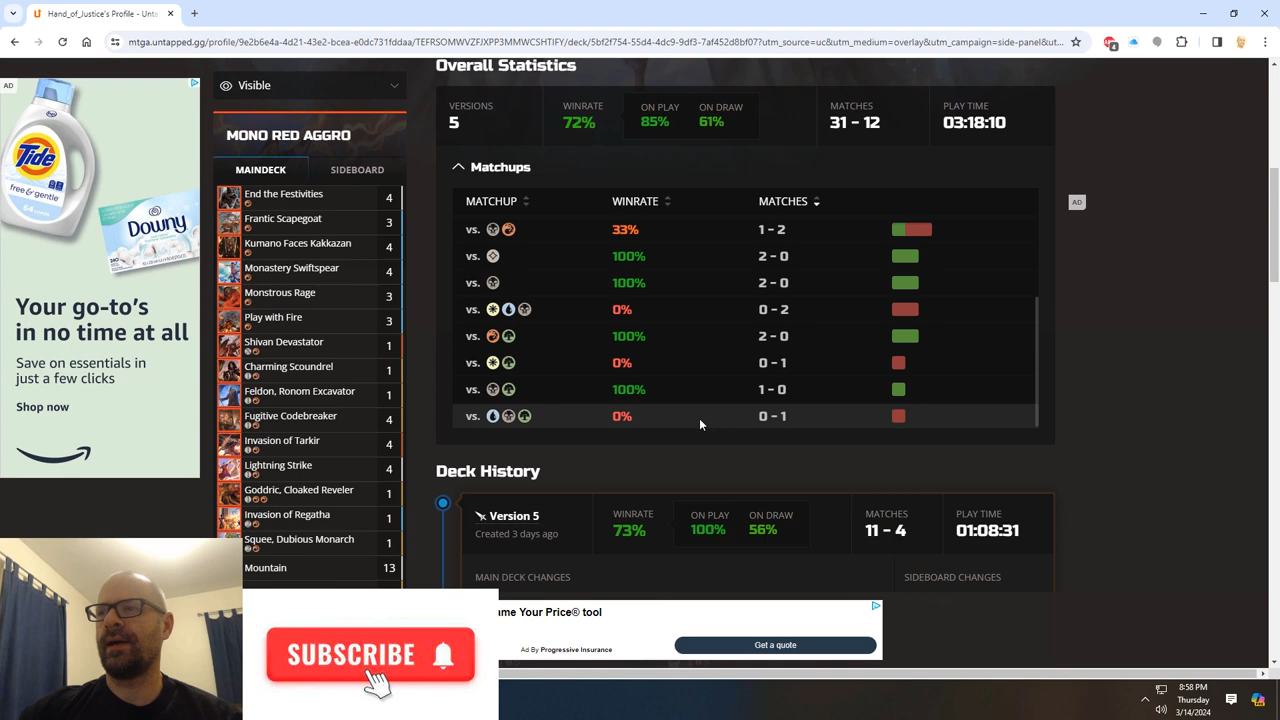 Hand_of_Justice's Profile - Unta
mtga.untapped.gg/profile/9e2b6e4a-4d21-43e2-bcea-e0dc731fddaa/TEFRSOMWVZFJXPP3MMWCSHTIFY/deck/5bf2f754-55d4-4dc9-9df3-7af452d8bf07?utm_source=uc&utm_medium=overlay&utm_campaign=side-panel&ut...
4
AD
Tide
free & gentle
64 loads
Downy
Your go-to's
in no time at all
Save on essentials in
just a few clicks
Shop now
Visible
MONO RED AGGRO
MAINDECK SIDEBOARD
End the Festivities 4
Frantic Scapegoat 3
Kumano Faces Kakkazan 4
Monastery Swiftspear 4
Monstrous Rage 3
Play with Fire 3
Shivan Devastator 1
Charming Scoundrel 1
Feldon, Ronom Excavator 1
Fugitive Codebreaker 4
Invasion of Tarkir 4
Lightning Strike 4
Goddric, Cloaked Reveler 1
Invasion of Regatha 1
Squee, Dubious Monarch 1
Mountain 13
Overall Statistics
VERSIONS WINRATE ON PLAY ON DRAW MATCHES PLAY TIME
5 72% 85% 61% 31 - 12 03:18:10
Matchups
MATCHUP WINRATE MATCHES
vs. 33% 1 - 2
vs. 100% 2 - 0
vs. 100% 2 - 0
vs. 0% 0 - 2
vs. 100% 2 - 0
vs. 0% 0 - 1
vs. 100% 1 - 0
vs. 0% 0 - 1
AD
Deck History
Version 5 WINRATE ON PLAY ON DRAW MATCHES PLAY TIME
Created 3 days ago 73% 100% 56% 11 - 4 01:08:31
MAIN DECK CHANGES SIDEBOARD CHANGES
ame Your Price® tool
Ad By Progressive Insurance
Get a quote
SUBSCRIBE
8:58 PM
Thursday
3/14/2024